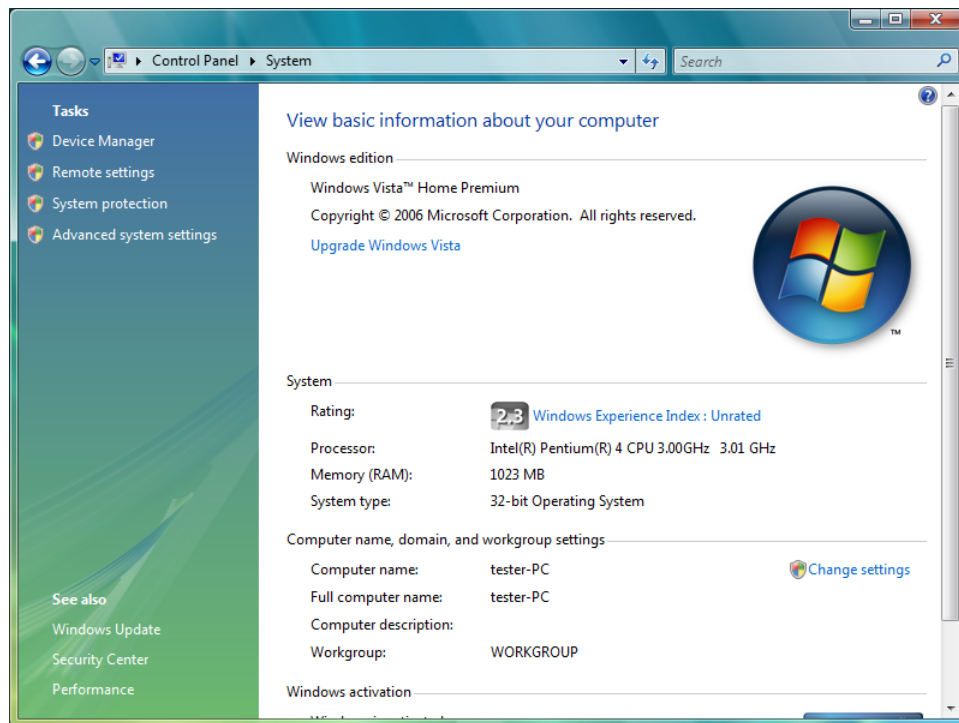 Control Panel System
Search
Tasks
Device Manager
Remote settings
System protection
Advanced system settings
See also
Windows Update
Security Center
Performance
View basic information about your computer
Windows edition
Windows Vista™ Home Premium
Copyright © 2006 Microsoft Corporation. All rights reserved.
Upgrade Windows Vista
TM
System
Rating: 2,3 Windows Experience Index : Unrated
Processor: Intel(R) Pentium(R) 4 CPU 3.00GHz 3.01 GHz
Memory (RAM): 1023 MB
System type: 32-bit Operating System
Computer name, domain, and workgroup settings
Computer name: tester-PC Change settings
Full computer name: tester-PC
Computer description:
Workgroup: WORKGROUP
Windows activation